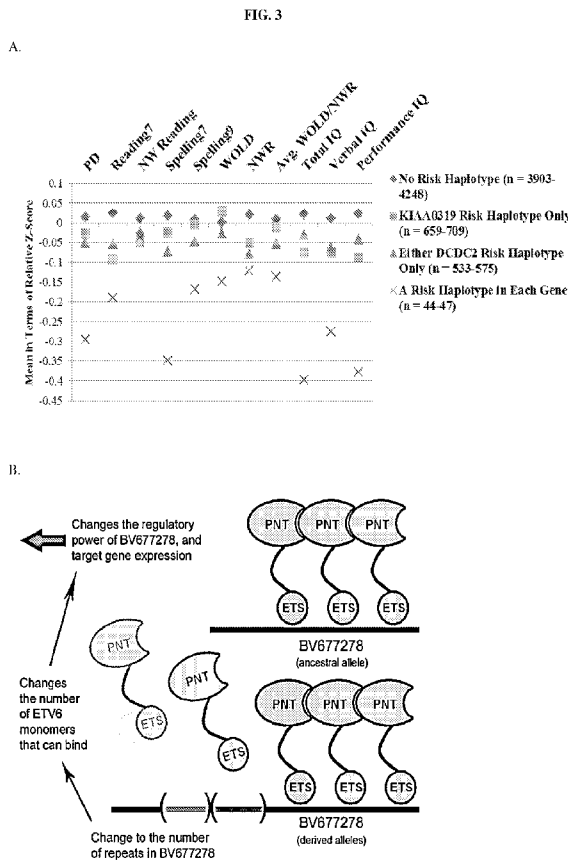 FIG. 3
A.
PD
Reading7
NW Reading
Spelling7
Spelling9
WOLD
NWR
Avg. WOLD/NWR
Total IQ
Verbal IQ
Performance IQ
Mean in Terms of Relative Z-Score
0.1
0.05
0
-0.05
-0.1
-0.15
-0.2
-0.25
-0.3
-0.35
-0.4
-0.45
No Risk Haplotype (n = 3903-
4248)
KIAA0319 Risk Haplotype Only
(n = 659-709)
Either DCDC2 Risk Haplotype
Only (n = 533-575)
A Risk Haplotype in Each Gene
(n = 44-47)
B.
Changes the regulatory
power of BV677278, and
target gene expression
PNT
PNT
PNT
ETS
ETS
ETS
BV677278
(ancestral allele)
PNT
ETS
PNT
ETS
Changes
the number
of ETV6
monomers
that can bind
PNT
PNT
PNT
ETS
ETS
ETS
BV677278
(derived alleles)
Change to the number
of repeats in BV677278